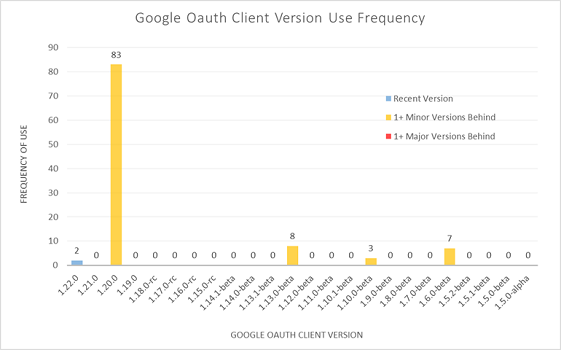 Google Oauth Client Version Use Frequency
90
80
70
60
50
40
30
20
10
0
FREQUENCY OF USE
2 0 83 0 0 0 0 0 0 0 8 0 0 0 3 0 0 0 7 0 0 0 0
Recent Version
1+ Minor Versions Behind
1+ Major Versions Behind
1.22.0
1.21.0
1.20.0
1.19.0
1.18.0-rc
1.17.0-rc
1.16.0-rc
1.15.0-rc
1.14.1-beta
1.14.0-beta
1.13.1-beta
1.13.0-beta
1.12.0-beta
1.11.0-beta
1.10.1-beta
1.10.0-beta
1.9.0-beta
1.8.0-beta
1.7.0-beta
1.6.0-beta
1.5.2-beta
1.5.1-beta
1.5.0-beta
1.5.0-alpha
GOOGLE OAUTH CLIENT VERSION